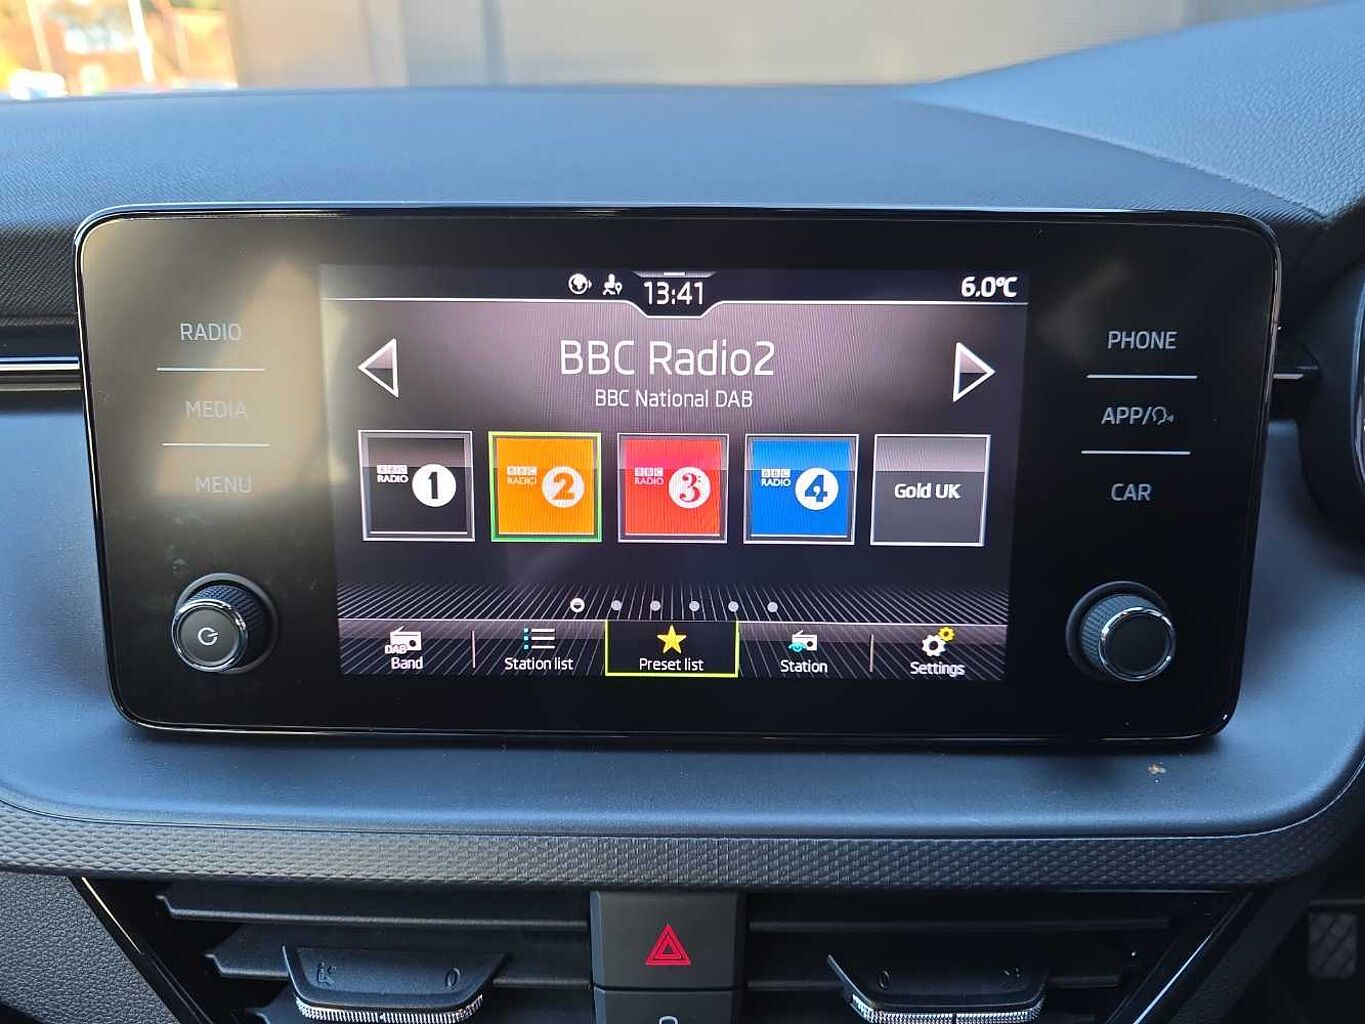 13:41
6.0°C
RADIO
MEDIA
MENU
BBC Radio2
BBC National DAB
PHONE
APP/
CAR
BBC
RADIO 1
BBC
RADIO 2
BBC
RADIO 3
BBC
RADIO 4
Gold UK
DAB
Band
Station list
Preset list
Station
Settings